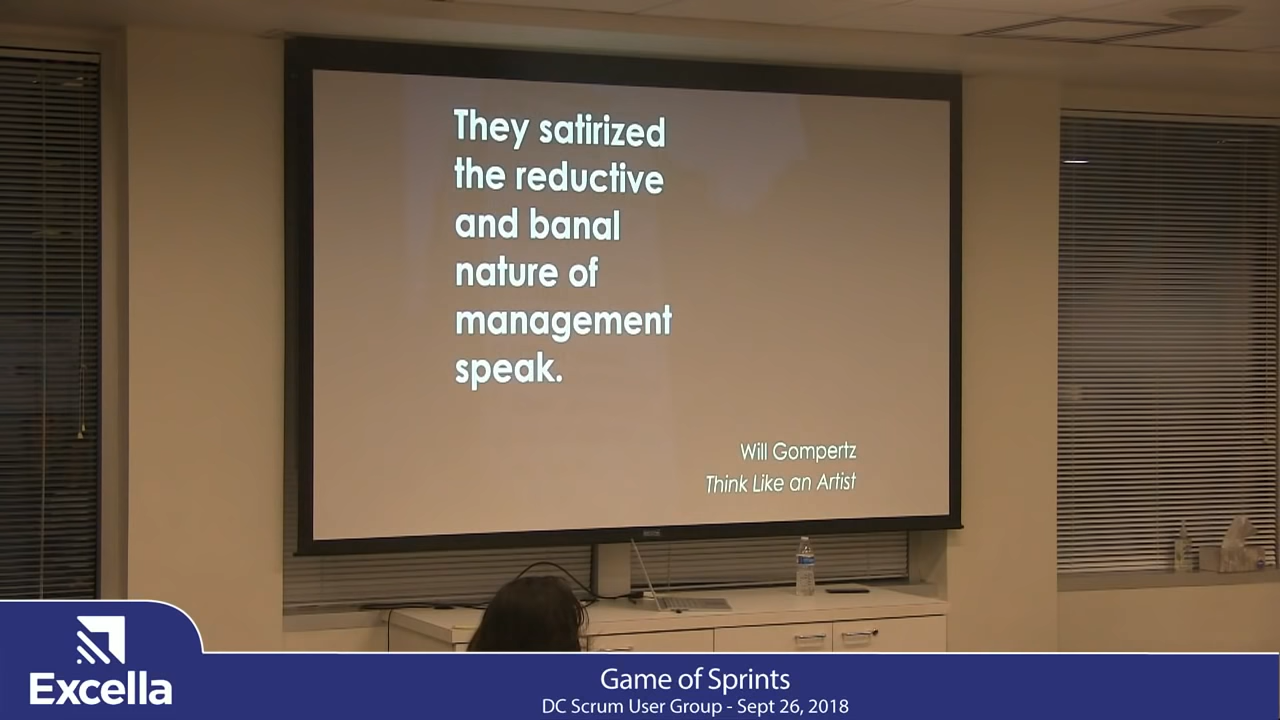 They satirized
the reductive
and banal
nature of
management
speak.
Will Gompertz
Think Like an Artist
Excella
Game of Sprints
DC Scrum User Group - Sept 26, 2018